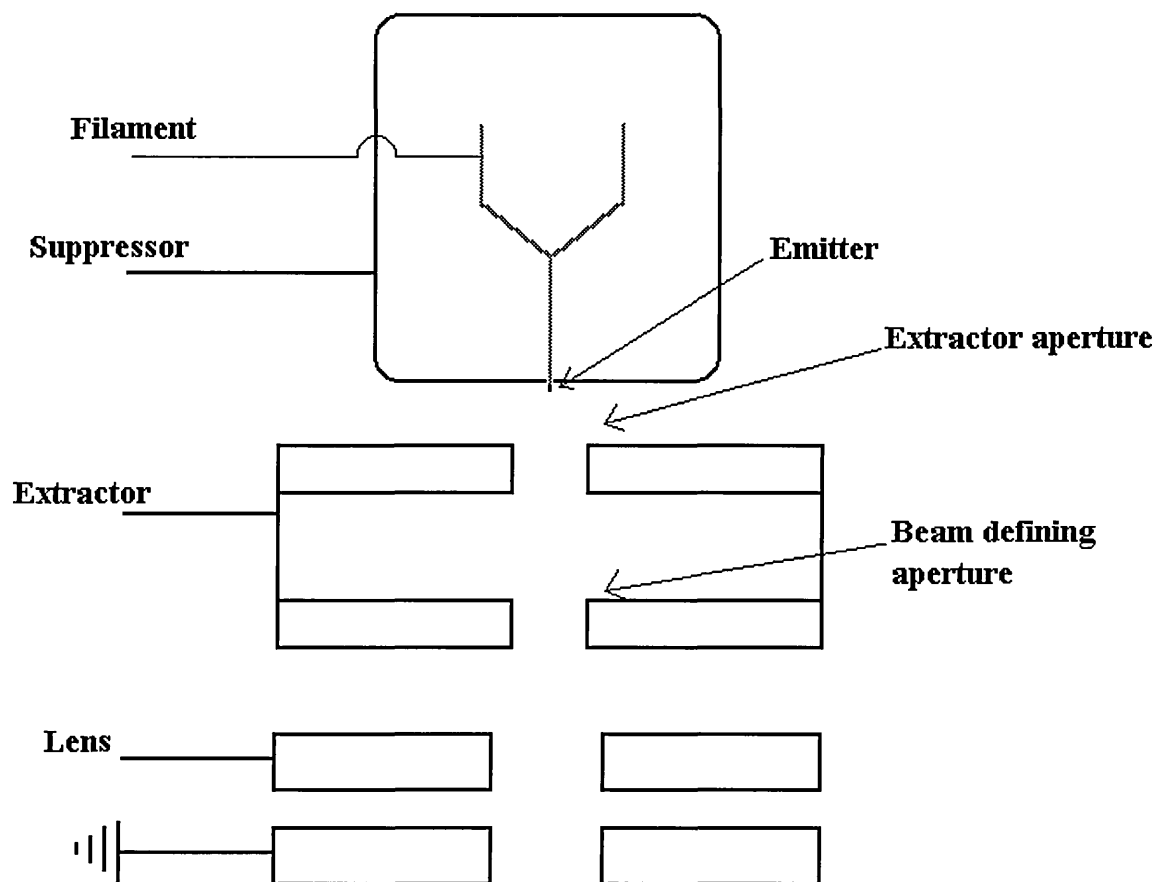 Filament
Suppressor
Emitter
Extractor aperture
Extractor
Beam defining
aperture
Lens